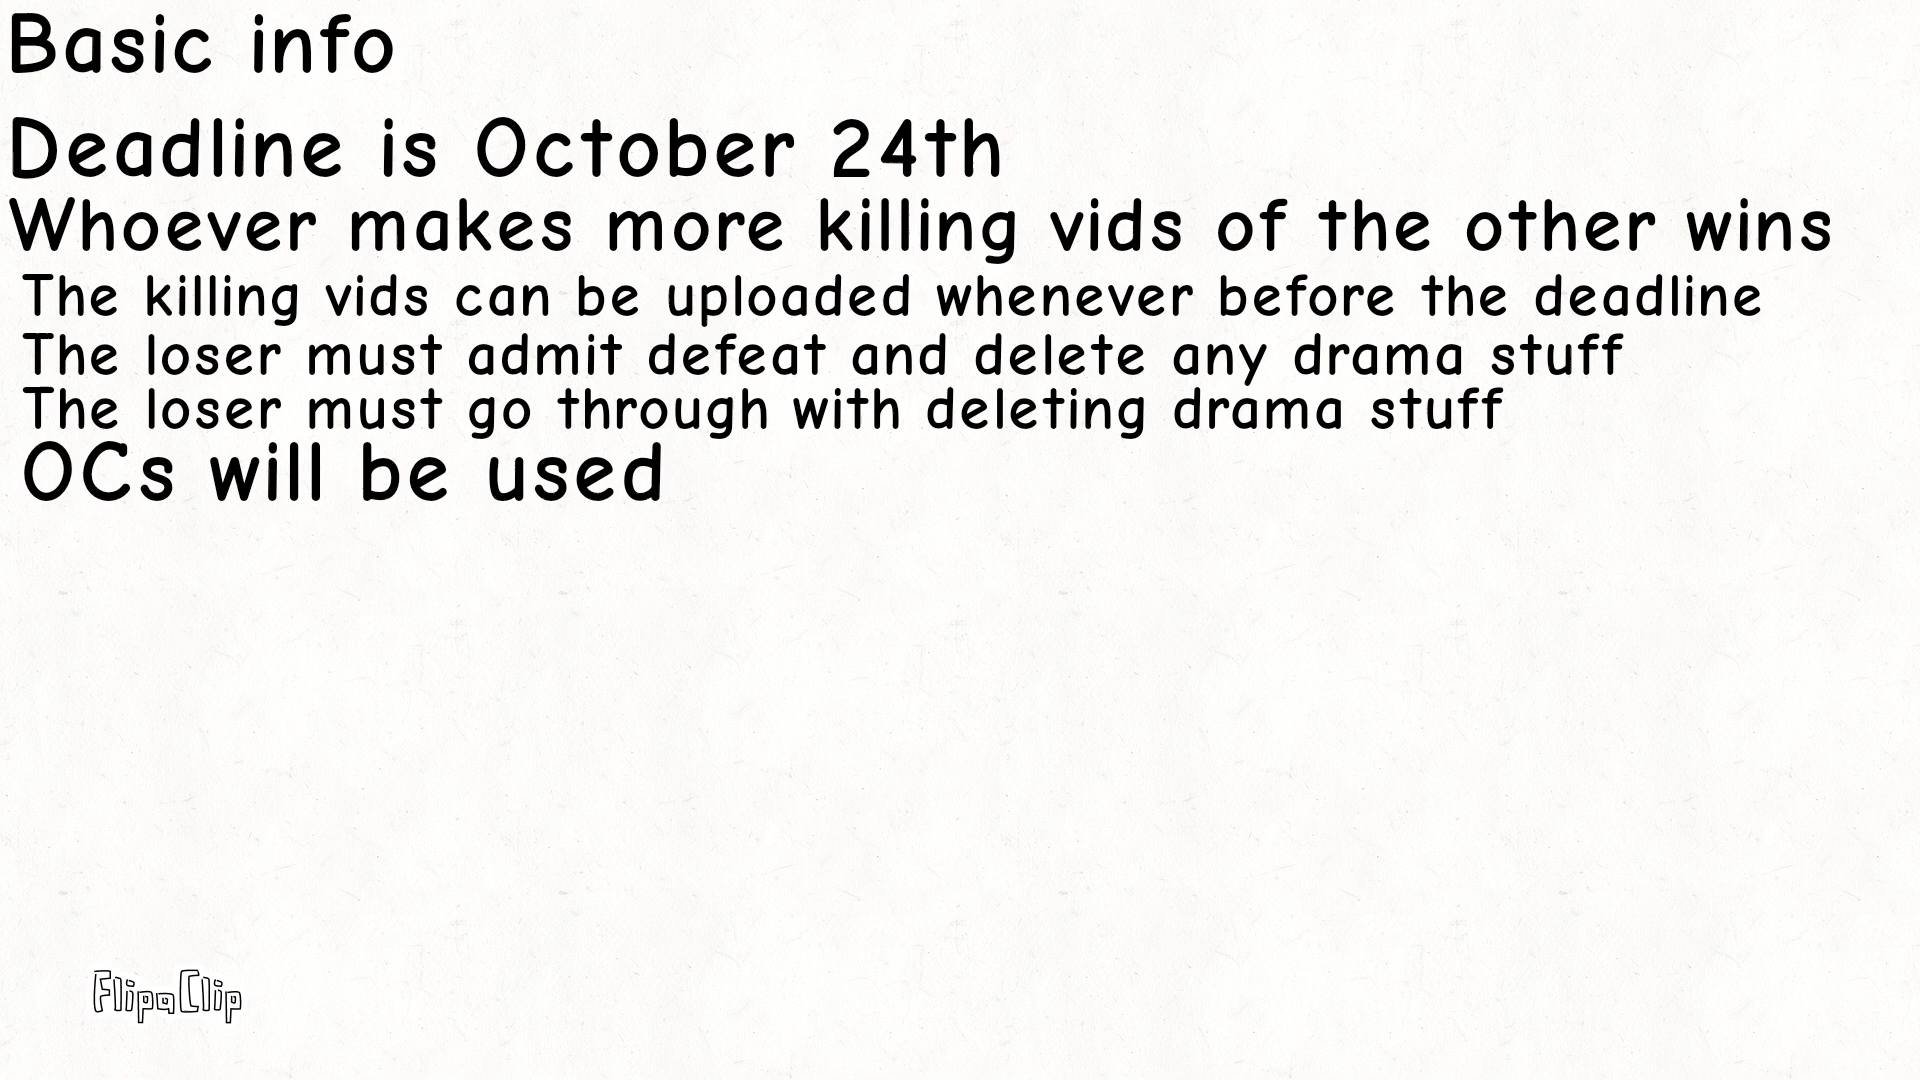 Basic info
Deadline is October 24th
Whoever makes more killing vids of the other wins
The killing vids can be uploaded whenever before the deadline
The loser must admit defeat and delete any drama stuff
The loser must go through with deleting drama stuff
OCs will be used
FlipaClip